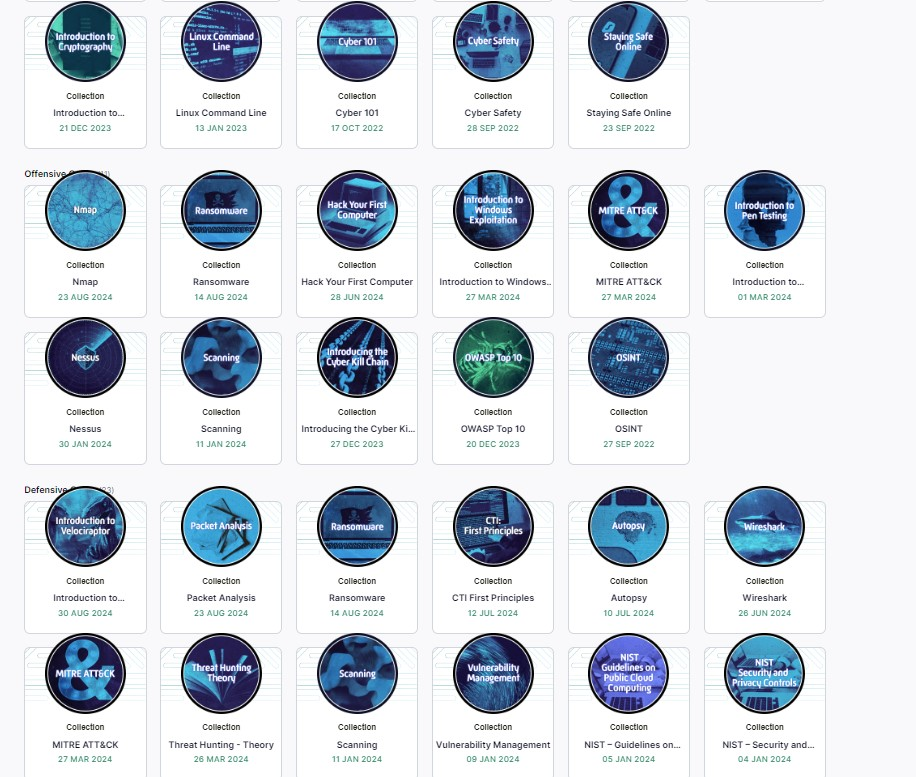 Introduction to
Cryptography
Linux Command
Line
Cyber 101
Cyber Safety
Staying Safe
Online
Collection
Collection
Collection
Collection
Collection
Introduction to...
Linux Command Line
Cyber 101
Cyber Safety
Staying Safe Online
21 DEC 2023
13 JAN 2023
17 OCT 2022
28 SEP 2022
23 SEP 2022
Offensive
Nmap
Ransomware
Hack Your First
Computer
Introduction to
Windows
Exploitation
MITRE ATT&CK
Introduction to
Pen Testing
Collection
Collection
Collection
Collection
Collection
Collection
Nmap
Ransomware
Hack Your First Computer
Introduction to Windows..
MITRE ATT&CK
Introduction to...
23 AUG 2024
14 AUG 2024
28 JUN 2024
27 MAR 2024
27 MAR 2024
01 MAR 2024
Nessus
Scanning
Introducing the
Cyber Kill Chain
OWASP Top 10
OSINT
Collection
Collection
Collection
Collection
Collection
Nessus
Scanning
Introducing the Cyber Ki...
OWASP Top 10
OSINT
30 JAN 2024
11 JAN 2024
27 DEC 2023
20 DEC 2023
27 SEP 2022
Defensive
Introduction to
Velociraptor
Packet Analysis
Ransomware
CTI:
First Principles
Autopsy
Wireshark
Collection
Collection
Collection
Collection
Collection
Collection
Introduction to...
Packet Analysis
Ransomware
CTI First Principles
Autopsy
Wireshark
30 AUG 2024
23 AUG 2024
14 AUG 2024
12 JUL 2024
10 JUL 2024
26 JUN 2024
MITRE ATT&CK
Threat Hunting
Theory
Scanning
Vulnerability
Management
NIST
Guidelines on
Public Cloud
Computing
NIST
Security and
Privacy Controls
Collection
Collection
Collection
Collection
Collection
Collection
MITRE ATT&CK
Threat Hunting - Theory
Scanning
Vulnerability Management
NIST – Guidelines on...
NIST – Security and...
27 MAR 2024
26 MAR 2024
11 JAN 2024
09 JAN 2024
05 JAN 2024
04 JAN 2024